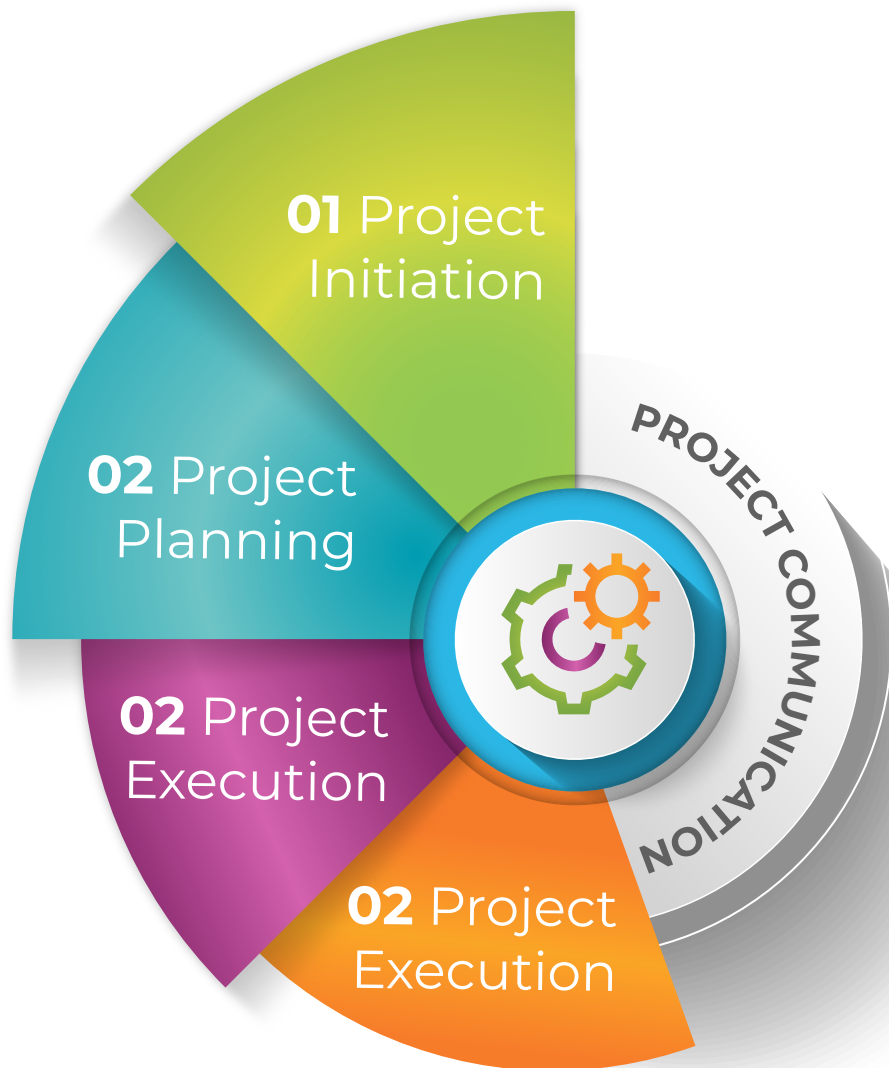 01 Project
Initiation
02 Project
Planning
02 Project
Execution
02 Project
Execution
PROJECT COMMUNICATION